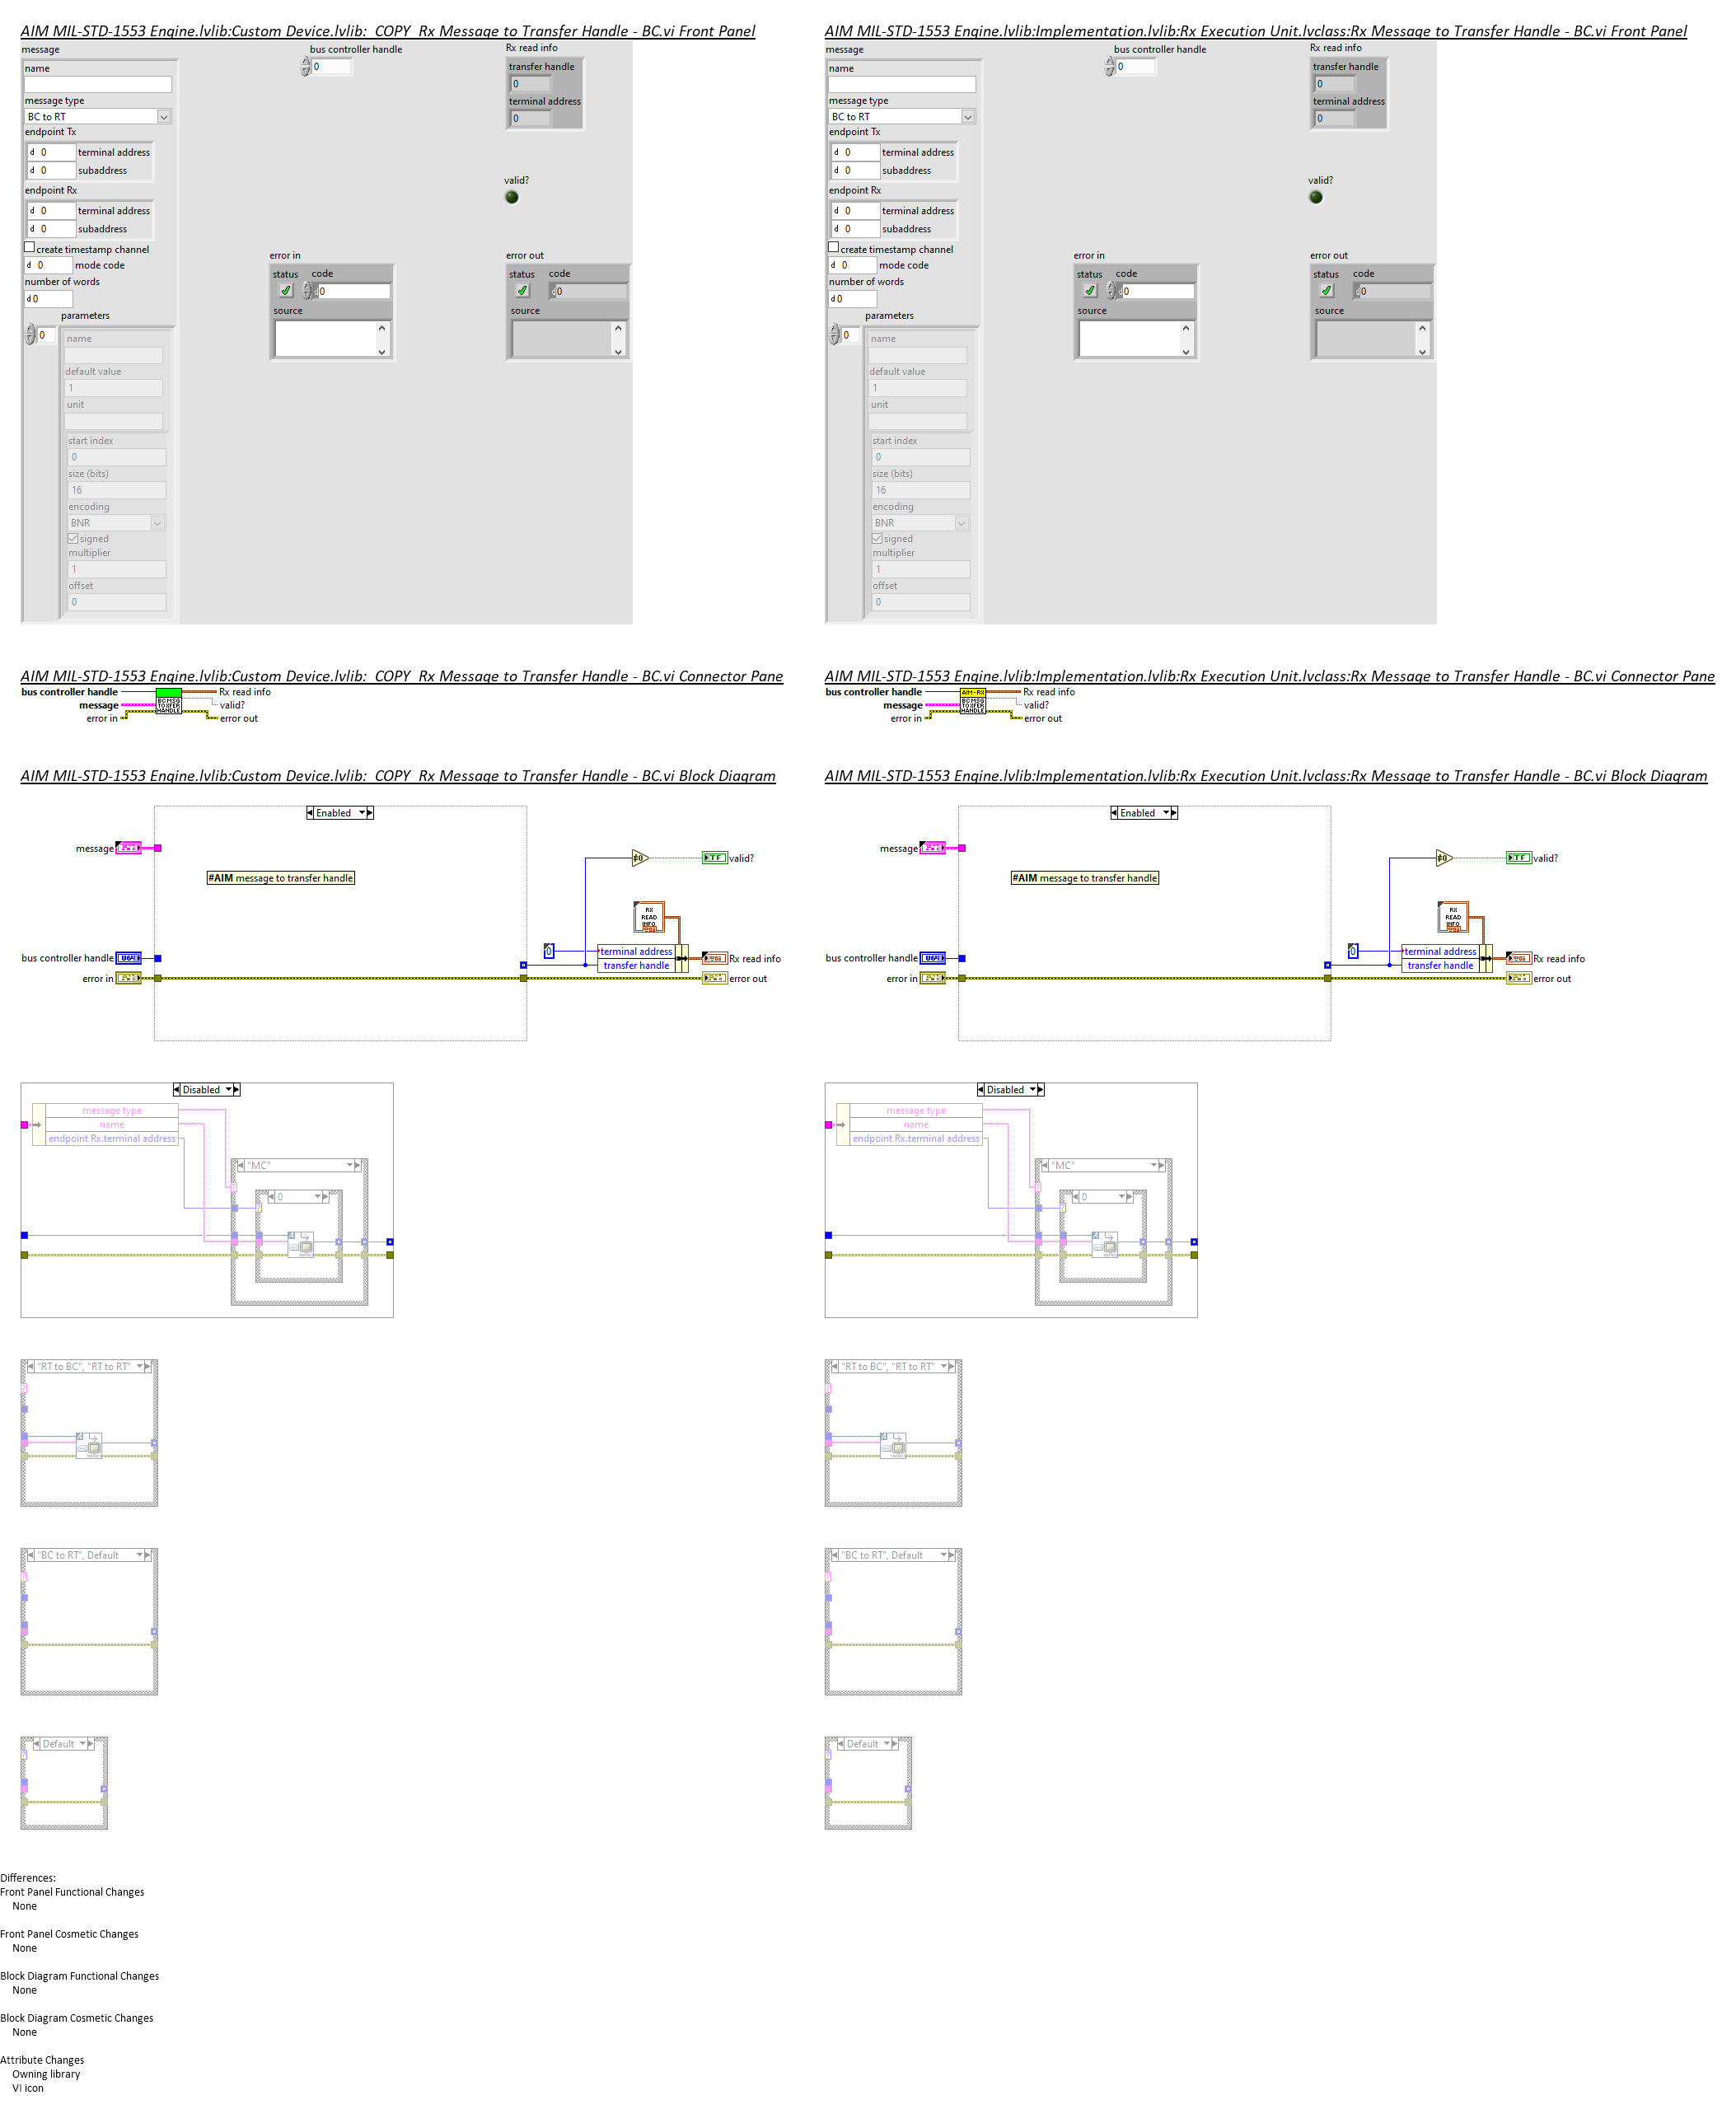 AIM MIL-STD-1553 Engine.lvlib:Custom Device.lvlib:  COPY  Rx Message to Transfer Handle - BC.vi Front Panel
message
bus controller handle
Rx read info
name
0
transfer handle
0
message type
terminal address
BC to RT
0
endpoint Tx
d 0 terminal address
d 0 subaddress
valid?
endpoint Rx
d 0 terminal address
d 0 subaddress
create timestamp channel
error in
error out
d 0 mode code
status code
status code
number of words
d 0
d 0
d 0
source
source
parameters
0
name
default value
1
unit
start index
0
size (bits)
16
encoding
BNR
signed
multiplier
1
offset
0
AIM MIL-STD-1553 Engine.lvlib:Implementation.lvlib:Rx Execution Unit.lvclass:Rx Message to Transfer Handle - BC.vi Front Panel
message
bus controller handle
Rx read info
name
0
transfer handle
0
message type
terminal address
BC to RT
0
endpoint Tx
d 0 terminal address
d 0 subaddress
valid?
endpoint Rx
d 0 terminal address
d 0 subaddress
create timestamp channel
error in
error out
d 0 mode code
status code
status code
number of words
d 0
d 0
d 0
source
source
parameters
0
name
default value
1
unit
start index
0
size (bits)
16
encoding
BNR
signed
multiplier
1
offset
0
AIM MIL-STD-1553 Engine.lvlib:Custom Device.lvlib:  COPY  Rx Message to Transfer Handle - BC.vi Connector Pane
bus controller handle
Rx read info
message
BC MSG
TO XFER
HANDLE
valid?
error in
error out
AIM MIL-STD-1553 Engine.lvlib:Implementation.lvlib:Rx Execution Unit.lvclass:Rx Message to Transfer Handle - BC.vi Connector Pane
bus controller handle
AIM-RX
Rx read info
message
BC MSG
TO XFER
HANDLE
valid?
error in
error out
AIM MIL-STD-1553 Engine.lvlib:Custom Device.lvlib:  COPY  Rx Message to Transfer Handle - BC.vi Block Diagram
Enabled
message
#AIM message to transfer handle
≠0
TF
valid?
RX
READ
INFO
0
terminal address
transfer handle
bus controller handle
U64
Rx read info
error in
error out
Disabled
message type
name
endpoint Rx.terminal address
"MC"
0
"RT to BC", "RT to RT"
"BC to RT", Default
Default
AIM MIL-STD-1553 Engine.lvlib:Implementation.lvlib:Rx Execution Unit.lvclass:Rx Message to Transfer Handle - BC.vi Block Diagram
Enabled
message
#AIM message to transfer handle
≠0
TF
valid?
RX
READ
INFO
0
terminal address
transfer handle
bus controller handle
U64
Rx read info
error in
error out
Disabled
message type
name
endpoint Rx.terminal address
"MC"
0
"RT to BC", "RT to RT"
"BC to RT", Default
Default
Differences:
Front Panel Functional Changes
None
Front Panel Cosmetic Changes
None
Block Diagram Functional Changes
None
Block Diagram Cosmetic Changes
None
Attribute Changes
Owning library
VI icon